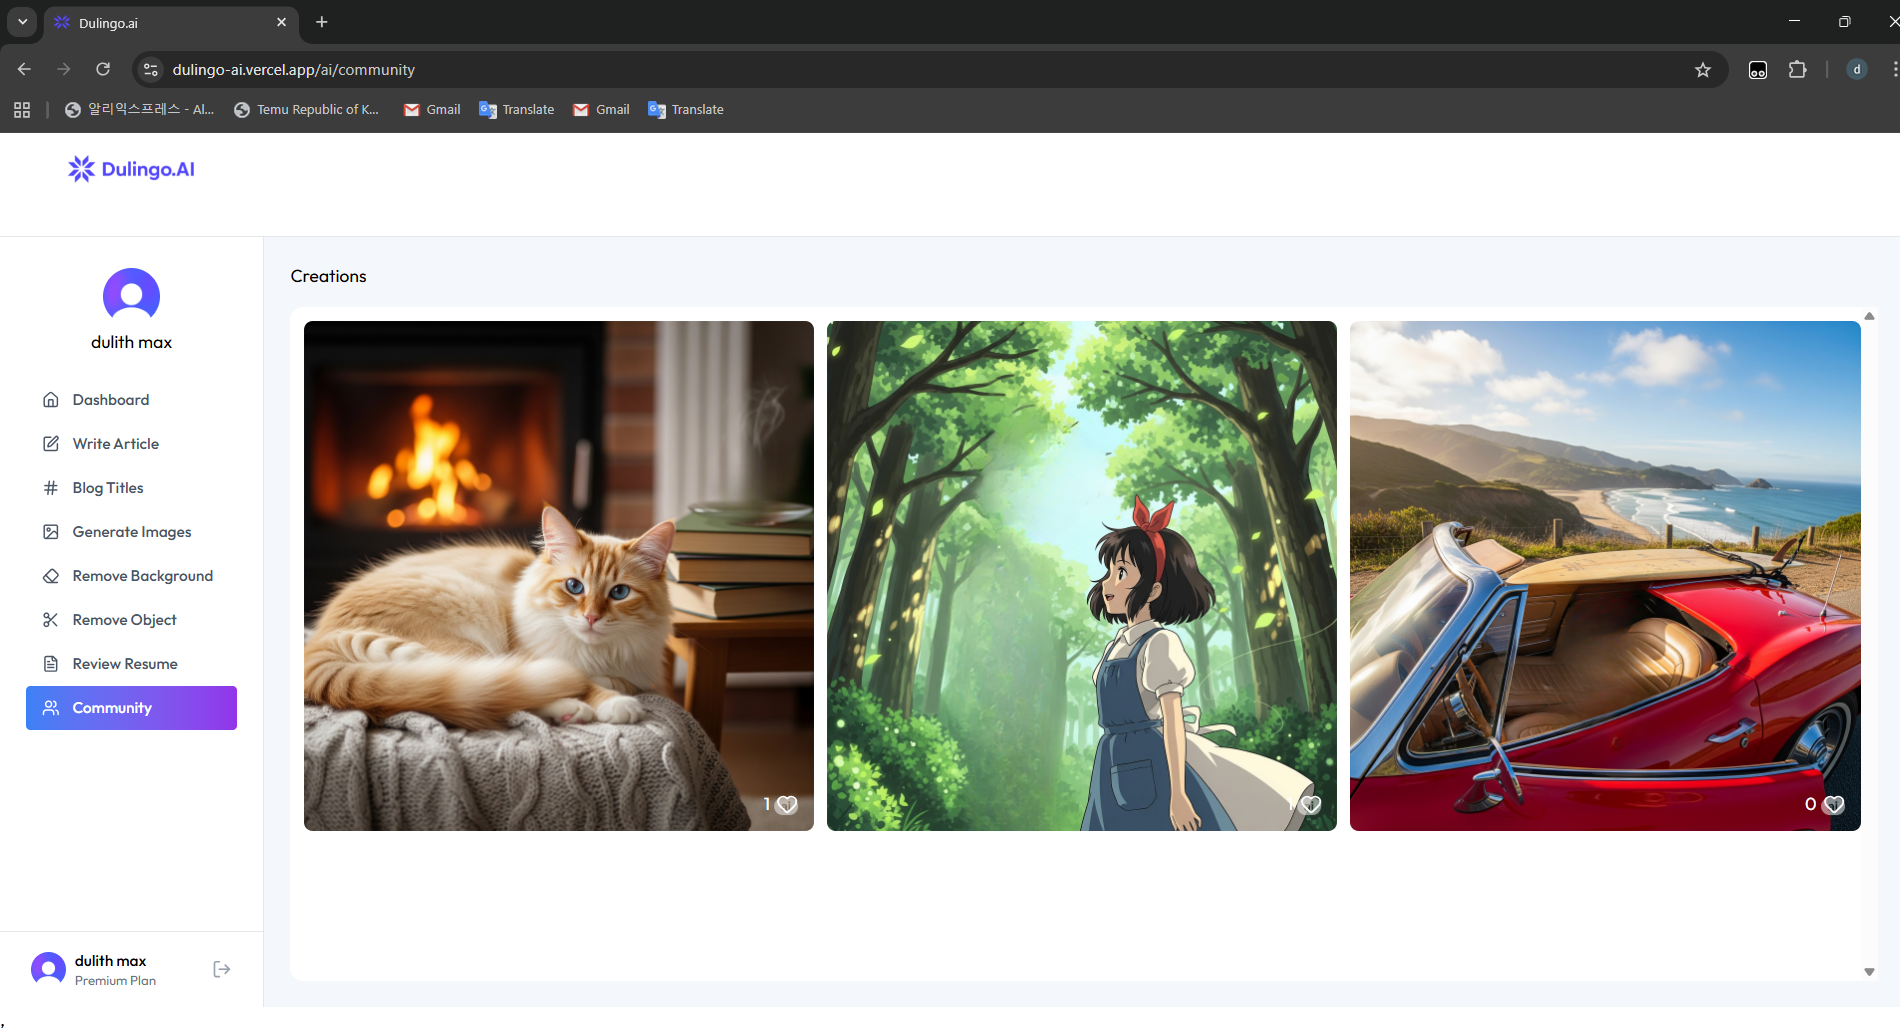 Dulingo.ai
dulingo-ai.vercel.app/ai/community
알리익스프레스 - Al...
Temu Republic of K...
Gmail
Translate
Gmail
Translate
d
Dulingo.AI
dulith max
Dashboard
Write Article
Blog Titles
Generate Images
Remove Background
Remove Object
Review Resume
Community
Creations
1
1
0
dulith max
Premium Plan
,